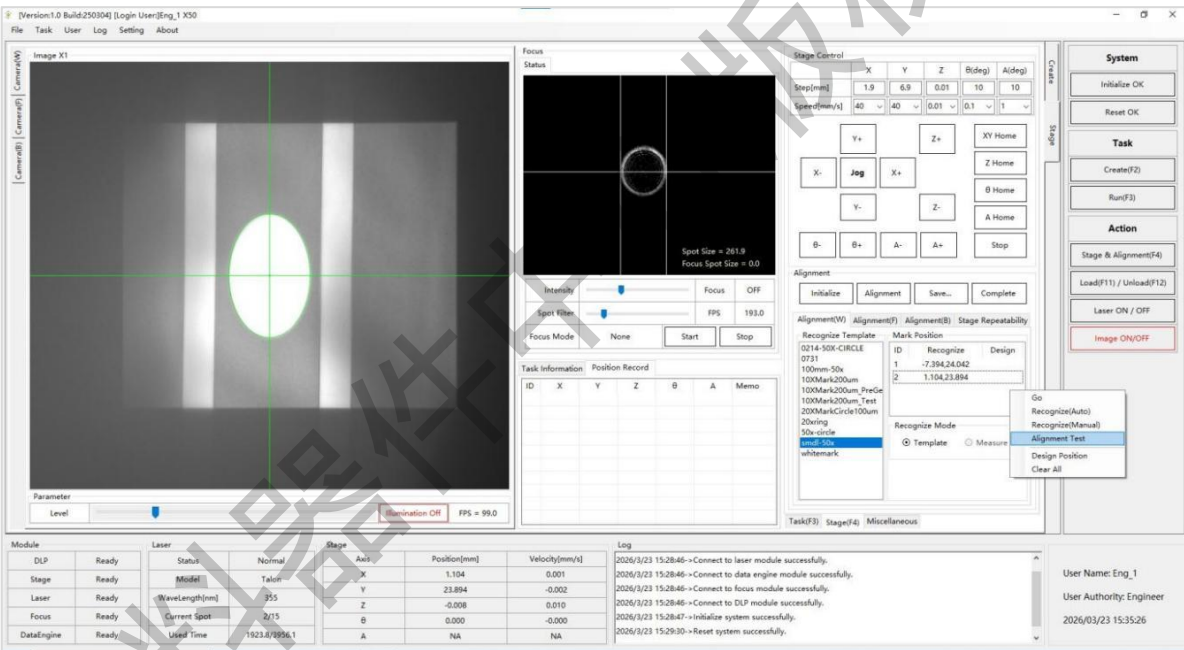 [Version:1.0 Build:250304] [Login User:]Eng_1 X50
File Task User Log Setting About
Camera(W)
Camera(F)
Camera(B)
Image X1
Parameter
Level
Illumination Off
FPS = 99.0
Focus
Status
Spot Size = 261.9
Focus Spot Size = 0.0
Intensity Focus OFF
Spot Filter FPS 193.0
Focus Mode None Start Stop
Task Information Position Record
ID X Y Z θ A Memo
Stage Control
X Y Z θ(deg) A(deg)
Step[mm] 1.9 6.9 0.01 10 10
Speed[mm/s] 40 40 0.01 0.1 1
Y+ Z+ XY Home
X- Jog X+ Z Home
θ Home
Y- Z- A Home
θ- θ+ A- A+ Stop
Alignment
Initialize Alignment Save... Complete
Alignment(W) Alignment(F) Alignment(B) Stage Repeatability
Recognize Template
0214-50X-CIRCLE
0731
100mm-50x
10XMark200um
10XMark200um_PreGe
10XMark200um_Test
20XMarkCircle100um
20xring
50x-circle
smdl-50x
whitemark
Mark Position
ID Recognize Design
1 -7.394,24.042
2 1.104,23.894
Recognize Mode
Template Measure
Go
Recognize(Auto)
Recognize(Manual)
Alignment Test
Design Position
Clear All
Task(F3) Stage(F4) Miscellaneous
Create
Stage
System
Initialize OK
Reset OK
Task
Create(F2)
Run(F3)
Action
Stage & Alignment(F4)
Load(F11) / Unload(F12)
Laser ON / OFF
Image ON/OFF
Module
DLP Ready
Stage Ready
Laser Ready
Focus Ready
DataEngine Ready
Laser
Status Normal
Model Talon
WaveLength[nm] 355
Current Spot 2/15
Used Time 1923.8/3956.1
Stage
Axis Position[mm] Velocity[mm/s]
X 1.104 0.001
Y 23.894 -0.002
Z -0.008 0.010
θ 0.000 -0.000
A NA NA
Log
2026/3/23 15:28:46->Connect to laser module successfully.
2026/3/23 15:28:46->Connect to data engine module successfully.
2026/3/23 15:28:46->Connect to focus module successfully.
2026/3/23 15:28:46->Connect to DLP module successfully.
2026/3/23 15:28:47->Initialize system successfully.
2026/3/23 15:29:30->Reset system successfully.
User Name: Eng_1
User Authority: Engineer
2026/03/23 15:35:26